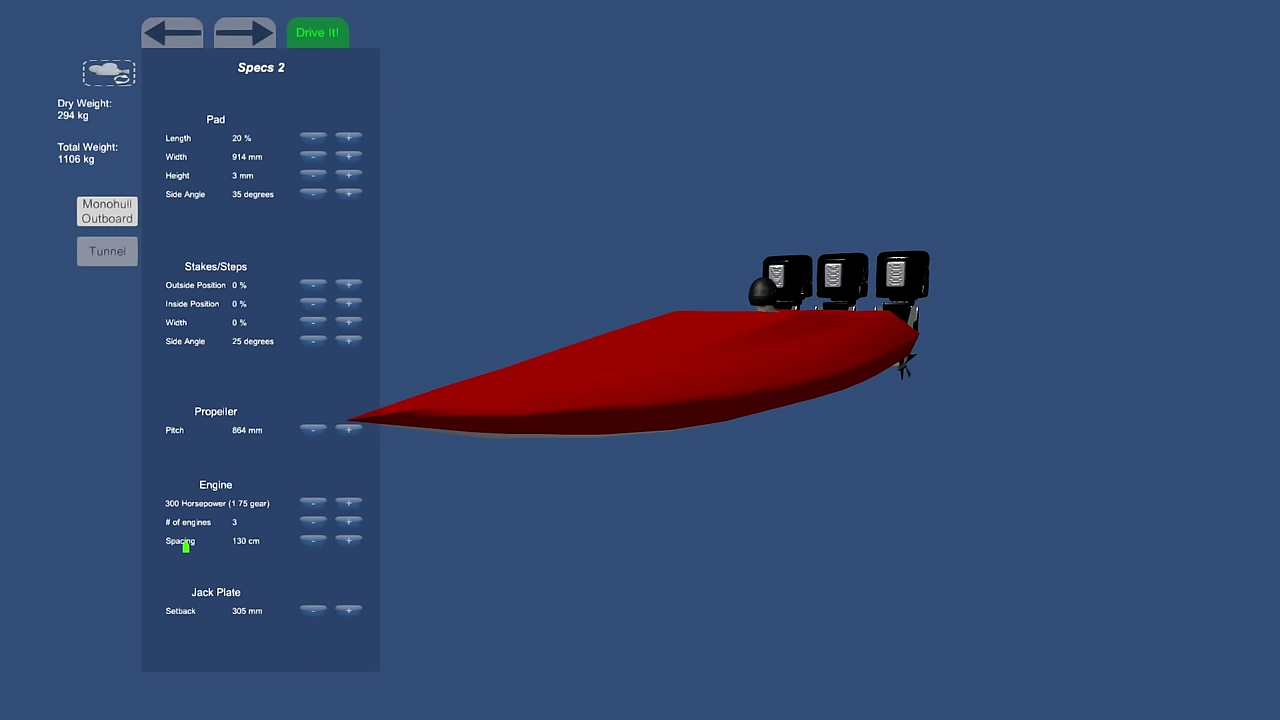 Drive It!
Specs 2
Dry Weight:
294 kg
Total Weight:
1106 kg
Monohull
Outboard
Tunnel
Pad
Length 20 % - +
Width 914 mm - +
Height 3 mm - +
Side Angle 35 degrees - +
Stakes/Steps
Outside Position 0 % - +
Inside Position 0 % - +
Width 0 % - +
Side Angle 25 degrees - +
Propeller
Pitch 864 mm - +
Engine
300 Horsepower (1.75 gear) - +
# of engines 3 - +
Spacing 130 cm - +
Jack Plate
Setback 305 mm - +